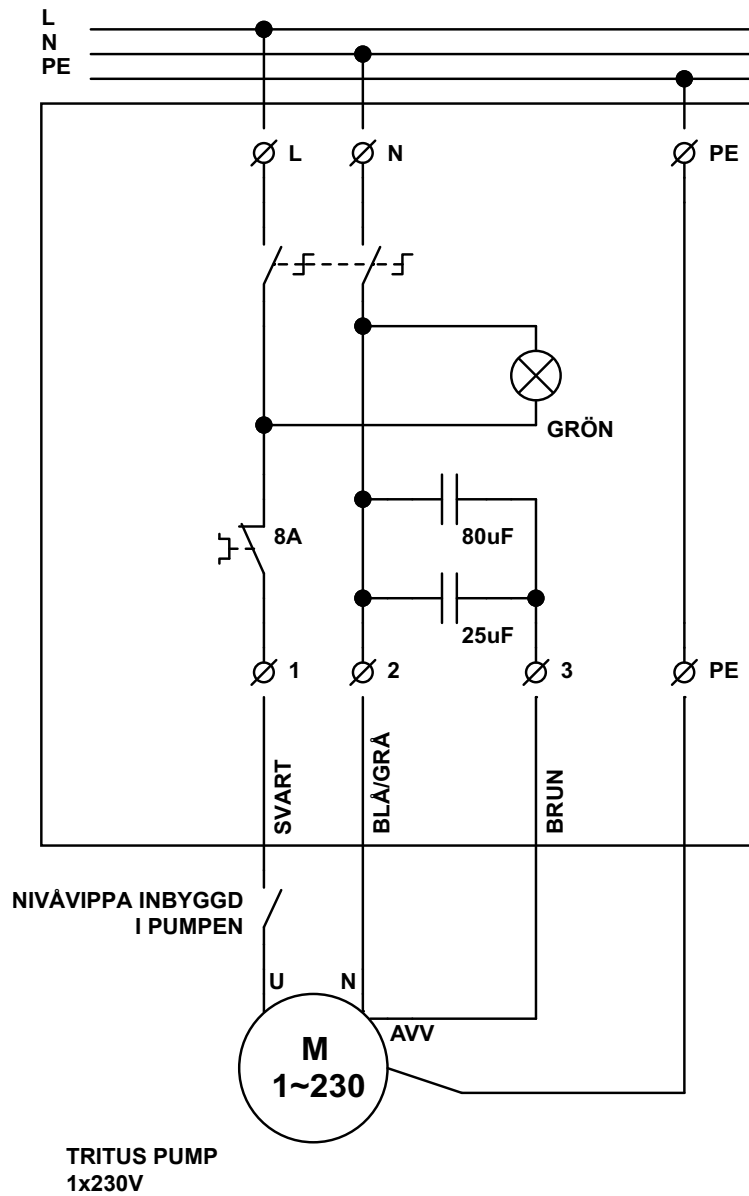 L
N
PE
L
N
PE
GRÖN
8A
80uF
25uF
1
2
3
PE
SVART
BLÅ/GRÅ
BRUN
NIVÅVIPPA INBYGGD
I PUMPEN
U
N
AVV
M
1~230
TRITUS PUMP
1x230V